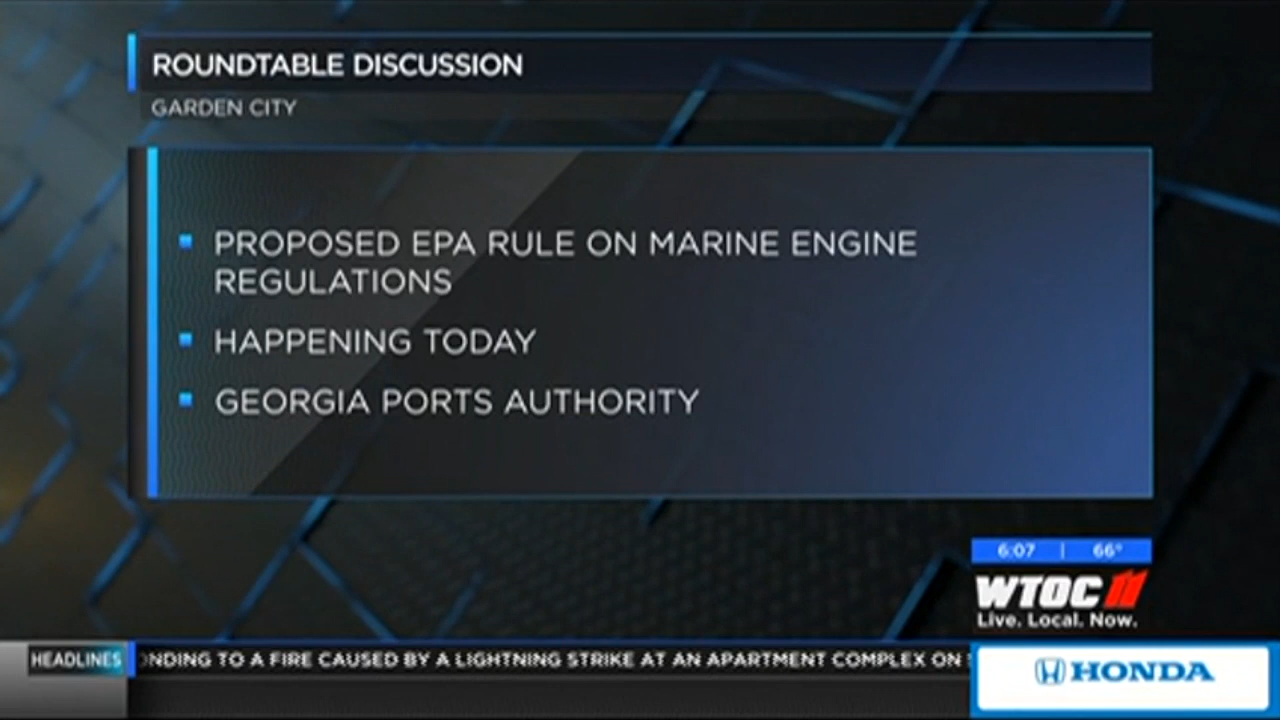 ROUNDTABLE DISCUSSION
GARDEN CITY
PROPOSED EPA RULE ON MARINE ENGINE
REGULATIONS
HAPPENING TODAY
GEORGIA PORTS AUTHORITY
6:07 | 66°
WTOC 11
Live. Local. Now.
HEADLINES
ONDING TO A FIRE CAUSED BY A LIGHTNING STRIKE AT AN APARTMENT COMPLEX ON
HONDA